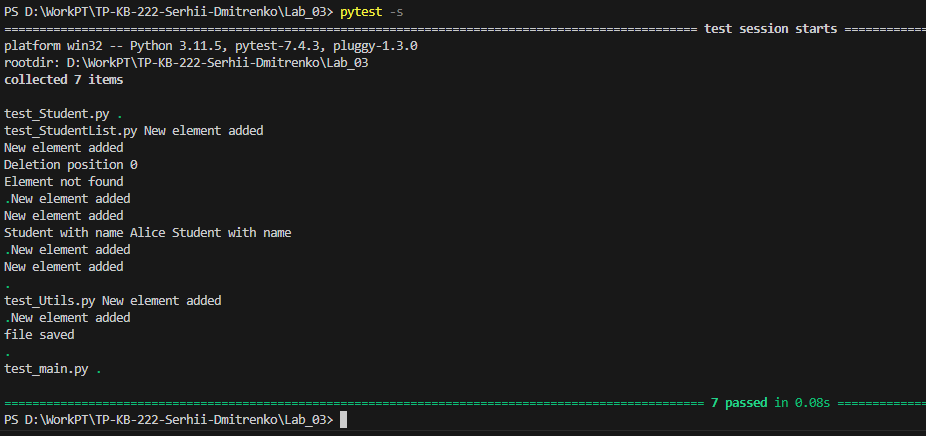 PS D:\WorkPT\TP-KB-222-Serhii-Dmitrenko\Lab_03> pytest -s
================================================================================================ test session starts ============
platform win32 -- Python 3.11.5, pytest-7.4.3, pluggy-1.3.0
rootdir: D:\WorkPT\TP-KB-222-Serhii-Dmitrenko\Lab_03
collected 7 items

test_Student.py .
test_StudentList.py New element added
New element added
Deletion position 0
Element not found
.New element added
New element added
Student with name Alice Student with name
.New element added
New element added
.
test_Utils.py New element added
.New element added
file saved
.
test_main.py .

================================================================================================= 7 passed in 0.08s =============
PS D:\WorkPT\TP-KB-222-Serhii-Dmitrenko\Lab_03>